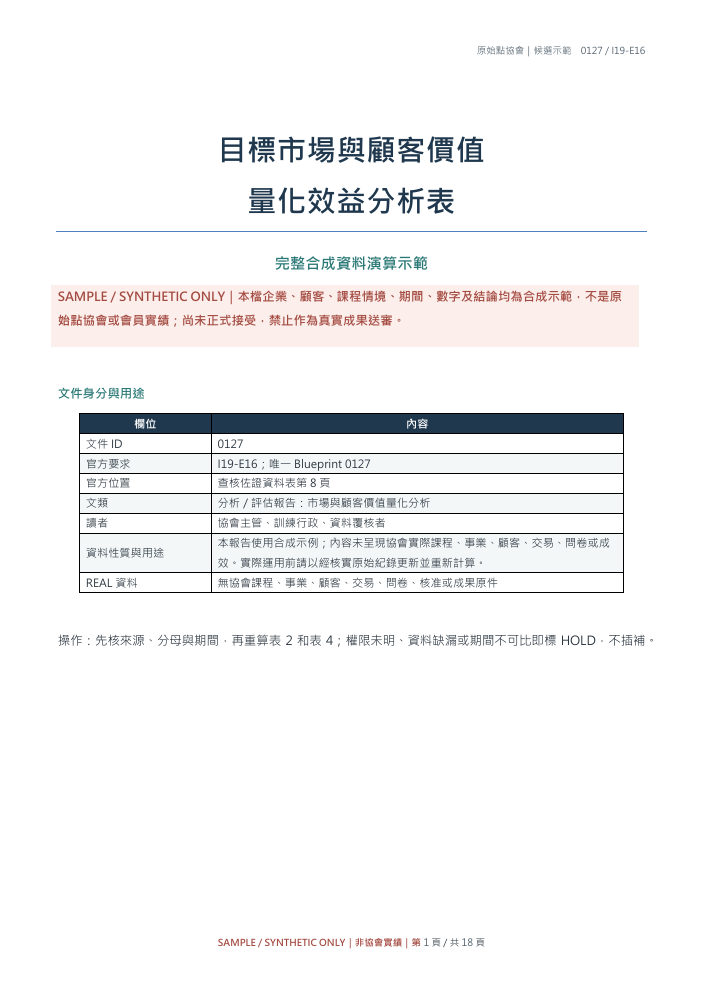 原始點協會 | 候選示範 0127 / I19-E16
目標市場與顧客價值
量化效益分析表
完整合成資料演算示範
SAMPLE / SYNTHETIC ONLY | 本檔企業、顧客、課程情境、期間、數字及結論均為合成示範，不是原
始點協會或會員實績；尚未正式接受，禁止作為真實成果送審。
文件身分與用途
欄位 內容
文件 ID 0127
官方要求 I19-E16；唯一 Blueprint 0127
官方位置 查核佐證資料表第 8 頁
文類 分析 / 評估報告：市場與顧客價值量化分析
讀者 協會主管、訓練行政、資料覆核者
資料性質與用途 本報告使用合成示例；內容未呈現協會實際課程、事業、顧客、交易、問卷或成
效。實際運用前請以經核實原始紀錄更新並重新計算。
REAL 資料 無協會課程、事業、顧客、交易、問卷、核准或成果原件
操作：先核來源、分母與期間，再重算表 2 和表 4；權限未明、資料缺漏或期間不可比即標 HOLD，不插補。
SAMPLE / SYNTHETIC ONLY | 非協會實績 | 第 1 頁 / 共 18 頁